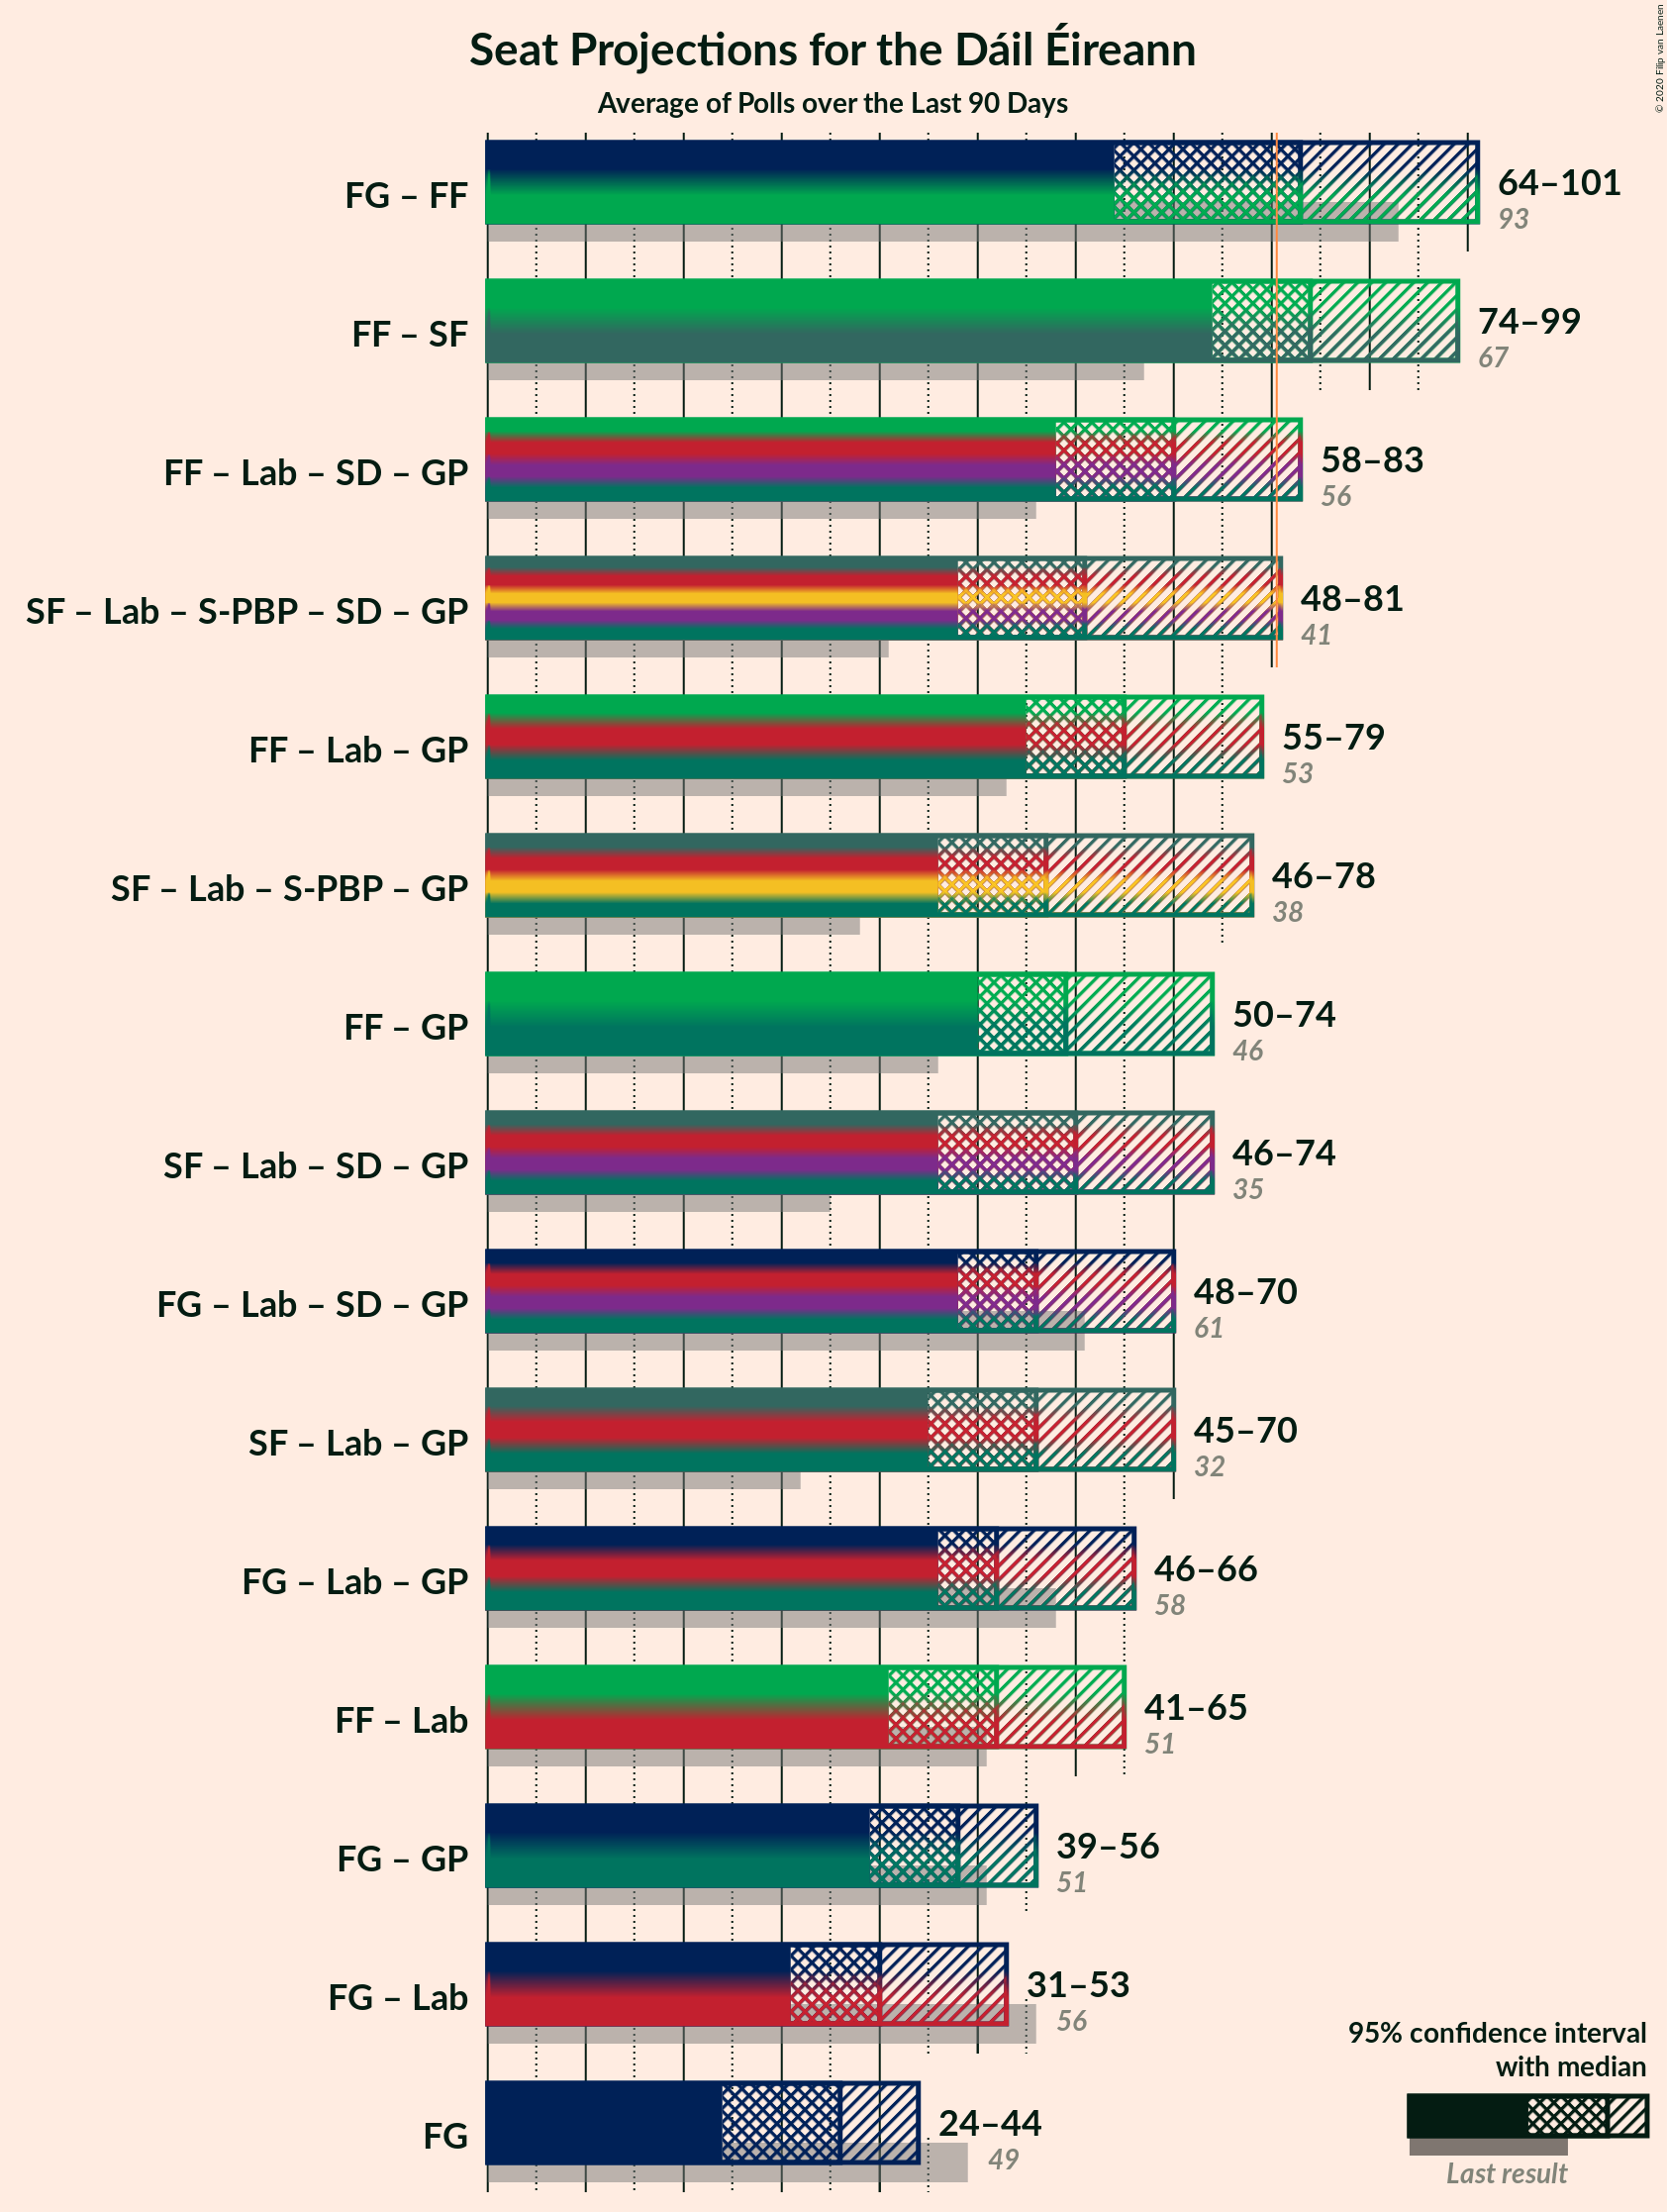 Seat Projections for the Dáil Éireann
Average of Polls over the Last 90 Days
© 2020 Filip van Laenen
FG – FF
64–101
93
FF – SF
74–99
67
FF – Lab – SD – GP
58–83
56
SF – Lab – S-PBP – SD – GP
48–81
41
FF – Lab – GP
55–79
53
SF – Lab – S-PBP – GP
46–78
38
FF – GP
50–74
46
SF – Lab – SD – GP
46–74
35
FG – Lab – SD – GP
48–70
61
SF – Lab – GP
45–70
32
FG – Lab – GP
46–66
58
FF – Lab
41–65
51
FG – GP
39–56
51
FG – Lab
31–53
56
FG
24–44
49
95% confidence interval
with median
Last result